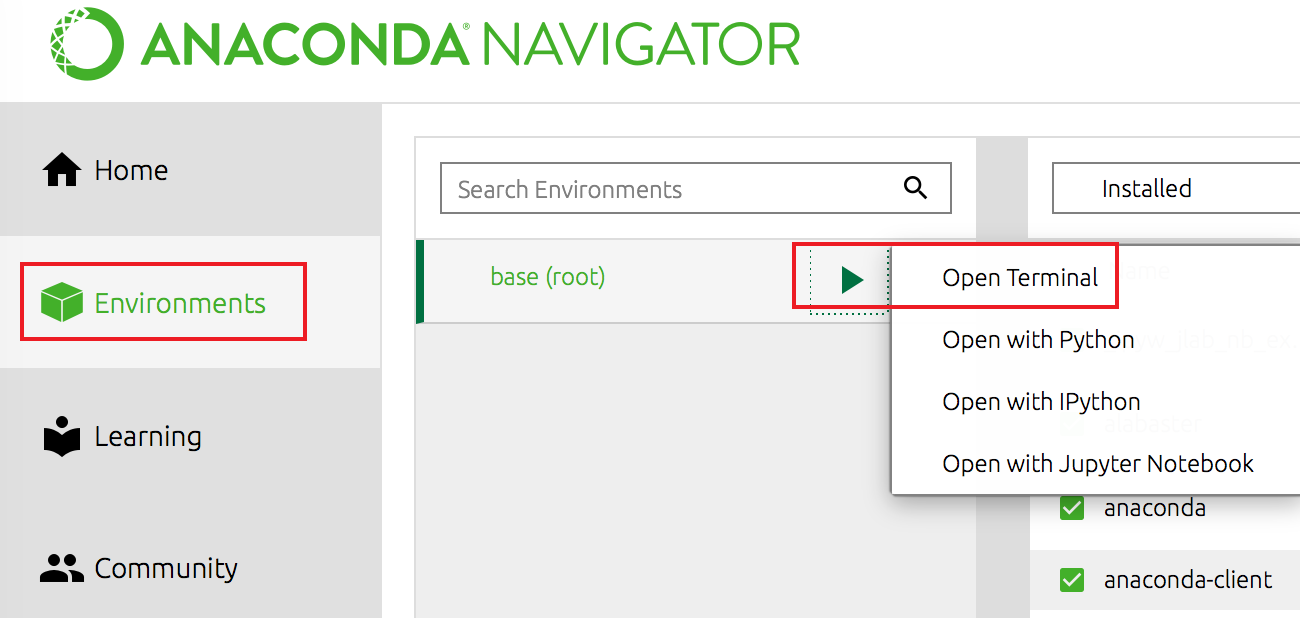 ANACONDA® NAVIGATOR
Home
Environments
Learning
Community
Search Environments
base (root)
Open Terminal
Open with Python
Open with IPython
Open with Jupyter Notebook
Installed
alabaster
anaconda
anaconda-client